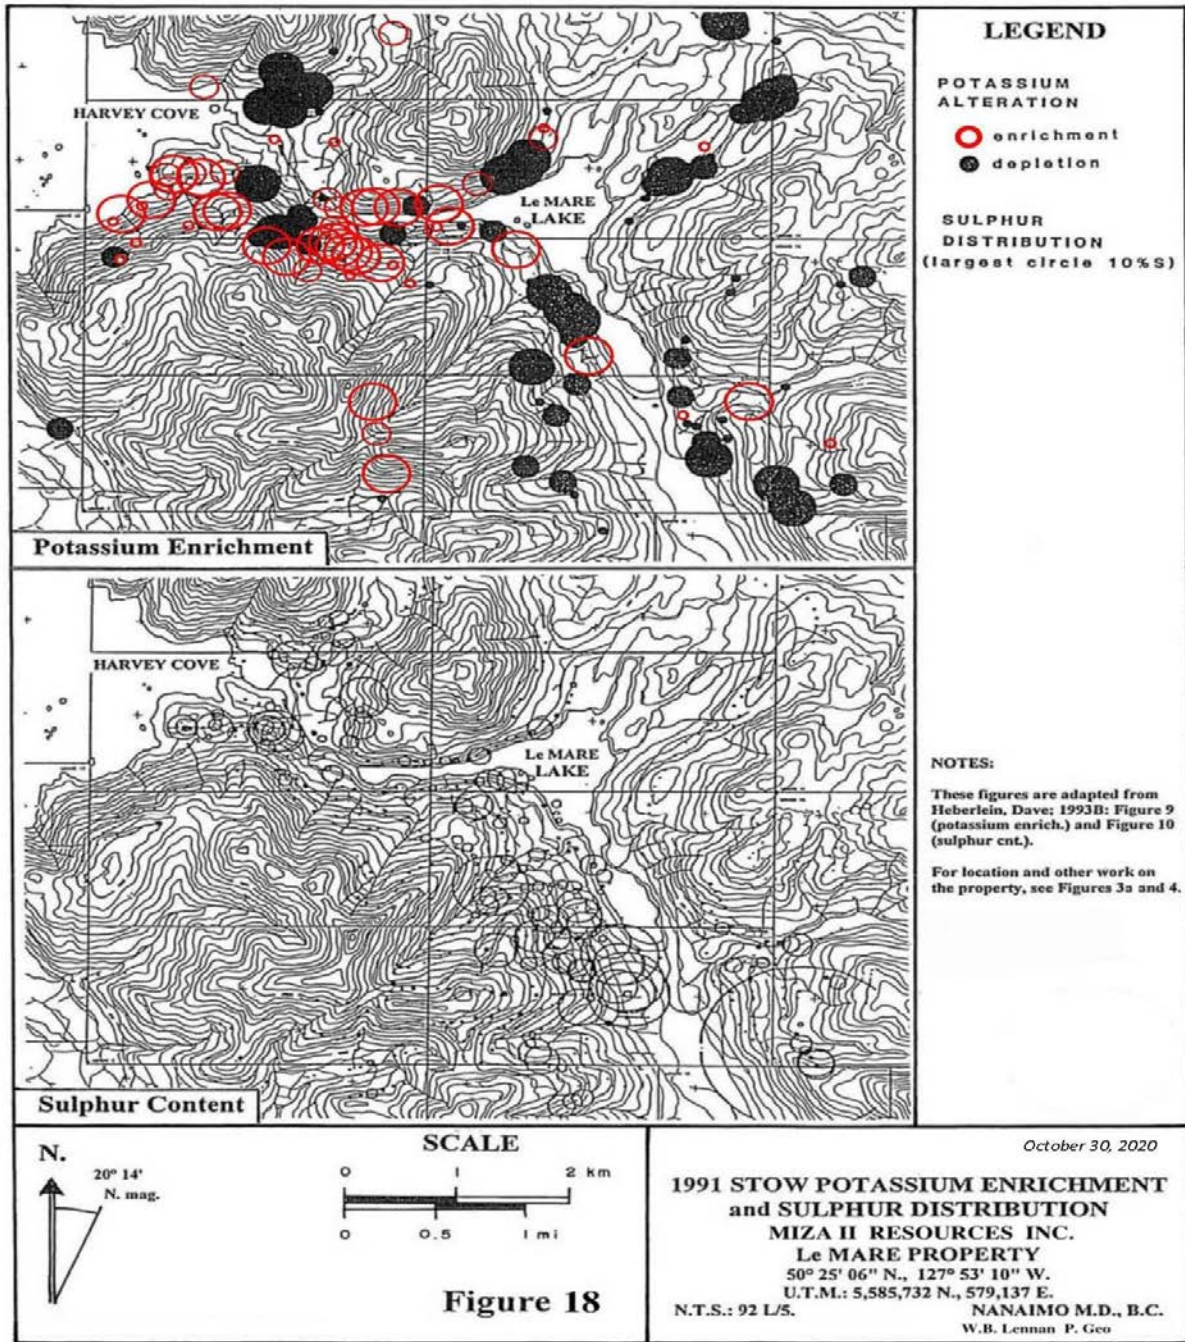 HARVEY COVE
Le MARE
LAKE
Potassium Enrichment
LEGEND
POTASSIUM
ALTERATION
enrichment
depletion
SULPHUR
DISTRIBUTION
(largest circle 10%S)
HARVEY COVE
Le MARE
LAKE
Sulphur Content
NOTES:
These figures are adapted from
Heberlein, Dave; 1993B: Figure 9
(potassium enrich.) and Figure 10
(sulphur cnt.).
For location and other work on
the property, see Figures 3a and 4.
N.
20° 14'
N. mag.
SCALE
0 1 2 km
0 0.5 1 mi
Figure 18
October 30, 2020
1991 STOW POTASSIUM ENRICHMENT
and SULPHUR DISTRIBUTION
MIZA II RESOURCES INC.
Le MARE PROPERTY
50° 25' 06" N., 127° 53' 10" W.
U.T.M.: 5,585,732 N., 579,137 E.
N.T.S.: 92 L/5. NANAIMO M.D., B.C.
W.B. Lennan P. Geo